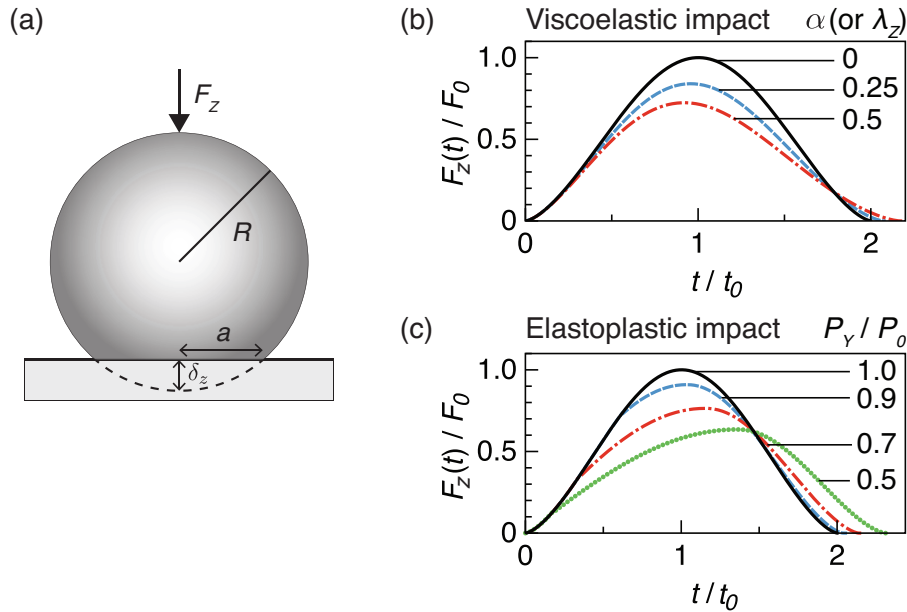 (a)
F_z
R
a
δ_z
(b)
Viscoelastic impact α (or λ_Z)
F_z(t) / F_0
1.0
0.5
0
0 1 2
t / t_0
0
0.25
0.5
(c)
Elastoplastic impact P_Y / P_0
F_z(t) / F_0
1.0
0.5
0
0 1 2
t / t_0
1.0
0.9
0.7
0.5